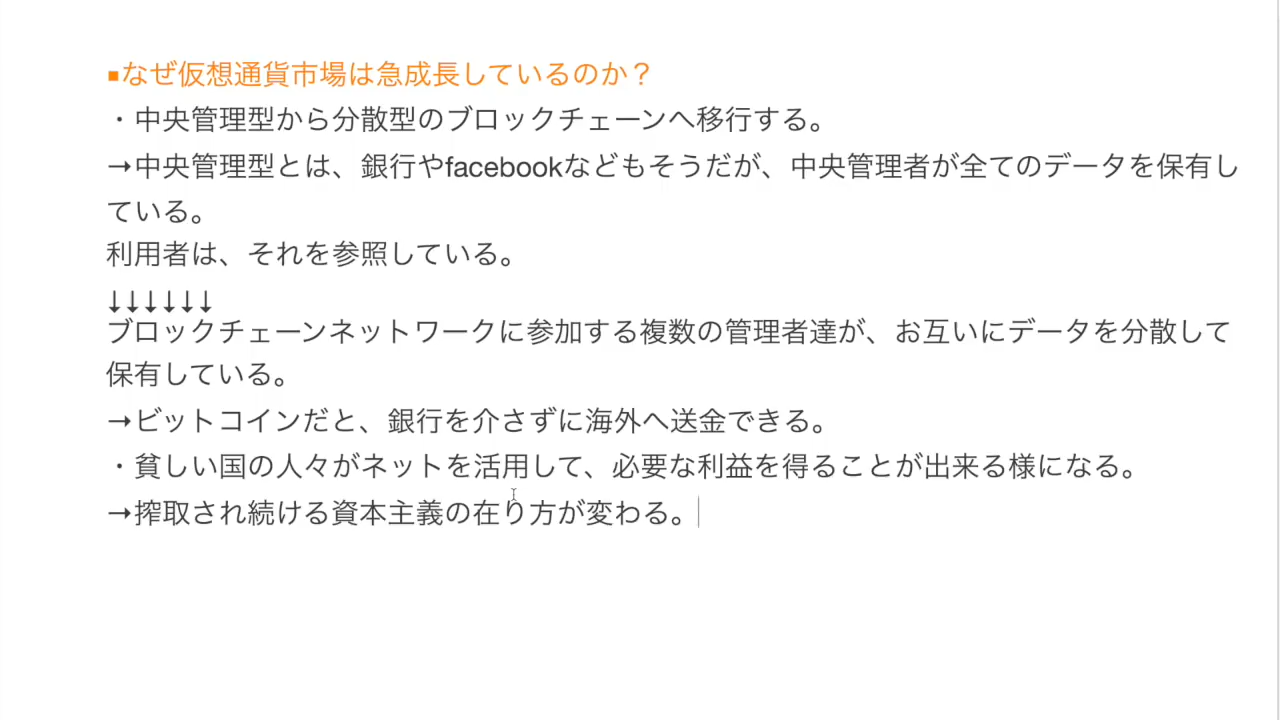 ▪なぜ仮想通貨市場は急成長しているのか？
・中央管理型から分散型のブロックチェーンへ移行する。
→中央管理型とは、銀行やfacebookなどもそうだが、中央管理者が全てのデータを保有し
ている。
利用者は、それを参照している。
↓↓↓↓↓↓
ブロックチェーンネットワークに参加する複数の管理者達が、お互いにデータを分散して
保有している。
→ビットコインだと、銀行を介さずに海外へ送金できる。
・貧しい国の人々がネットを活用して、必要な利益を得ることが出来る様になる。
→搾取され続ける資本主義の在り方が変わる。